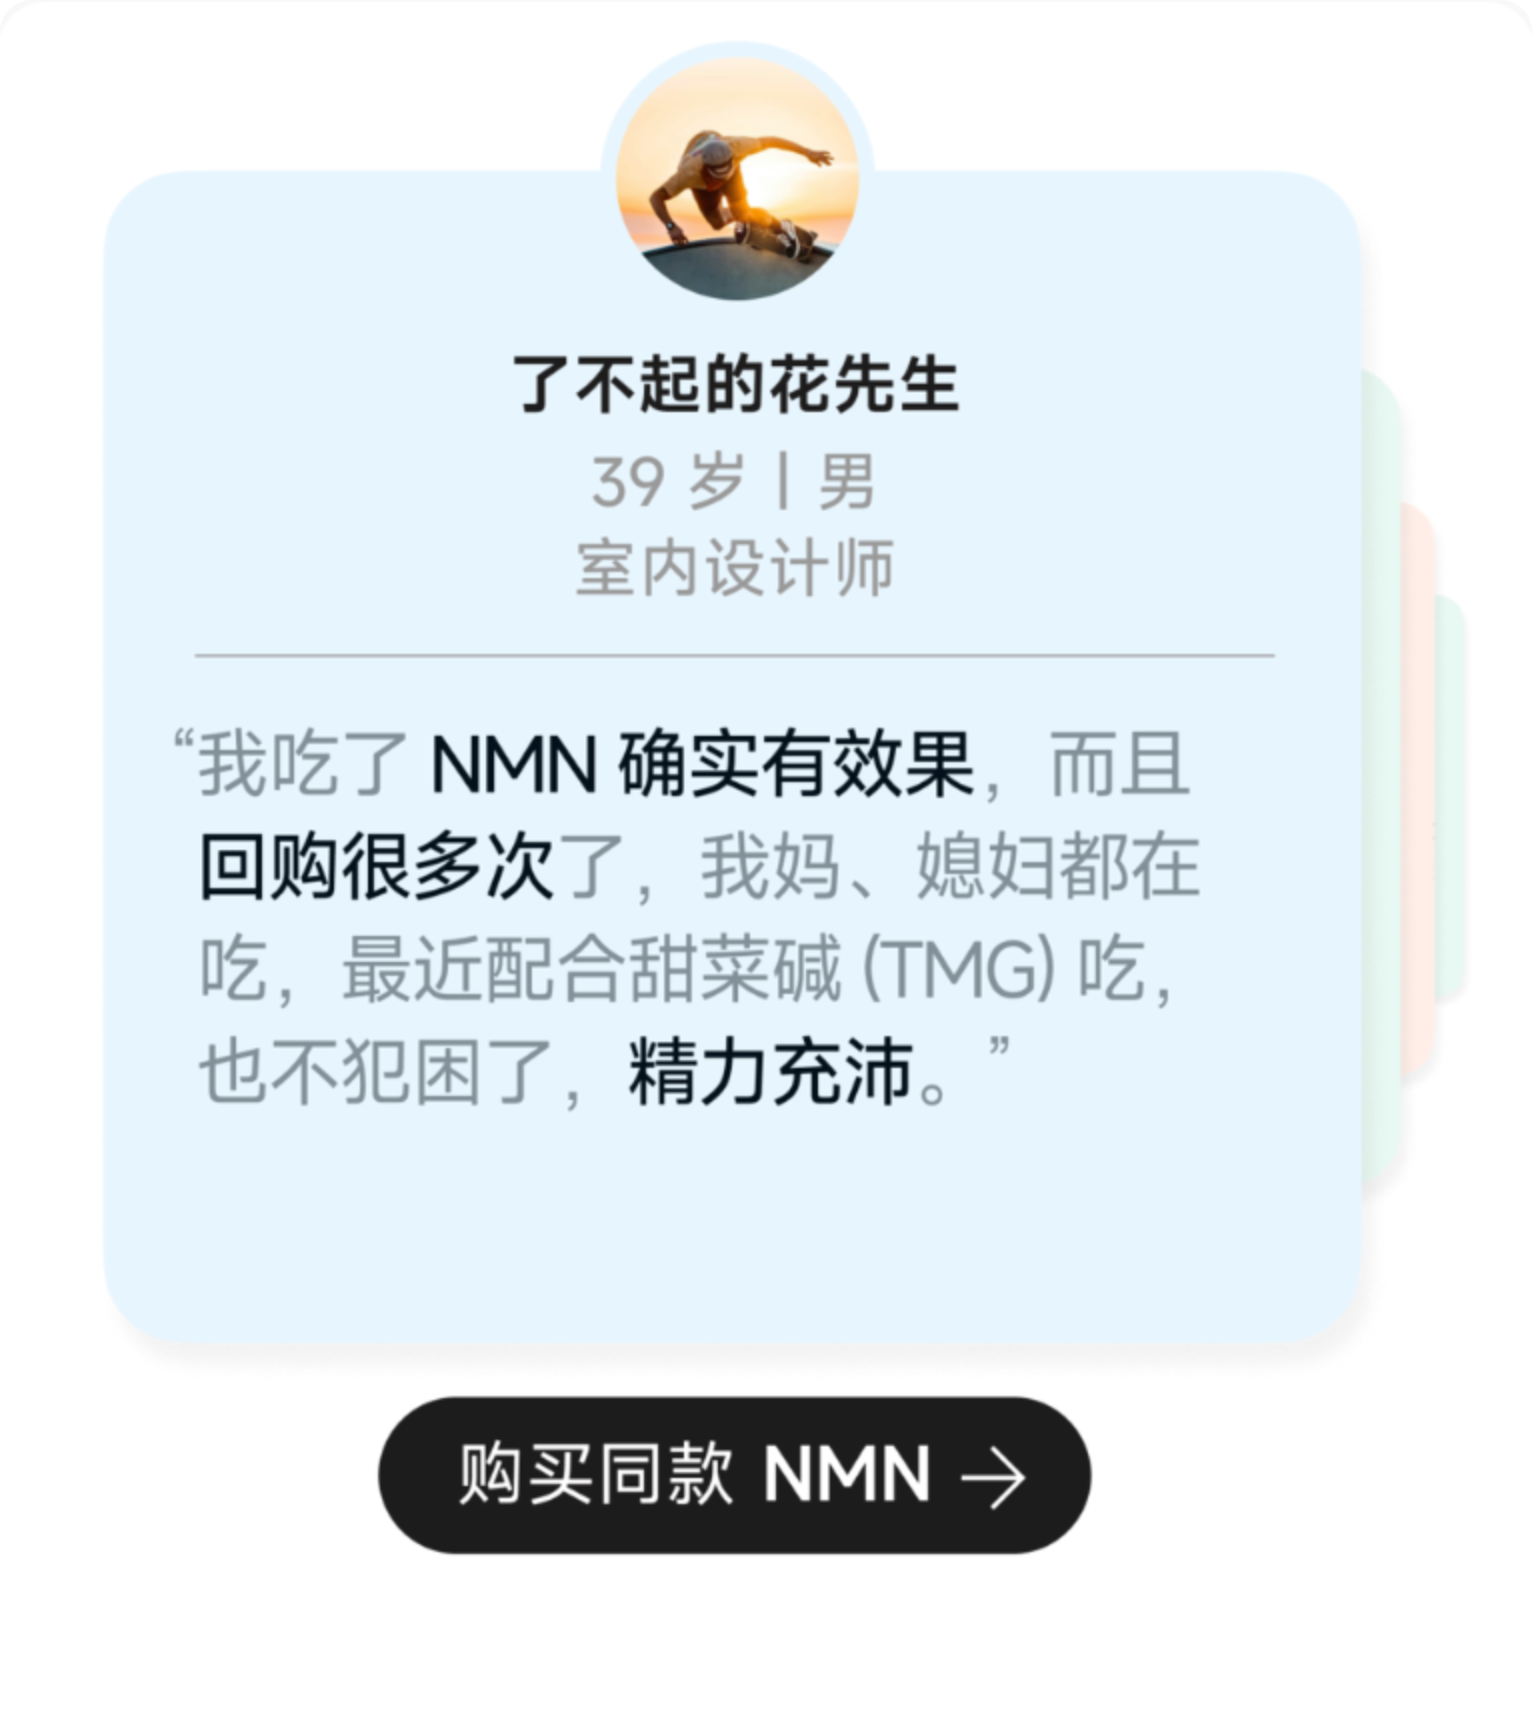 了不起的花先生
39 岁 | 男
室内设计师
“我吃了 NMN 确实有效果，而且
回购很多次了，我妈、媳妇都在
吃，最近配合甜菜碱 (TMG) 吃，
也不犯困了，精力充沛。”
购买同款 NMN →